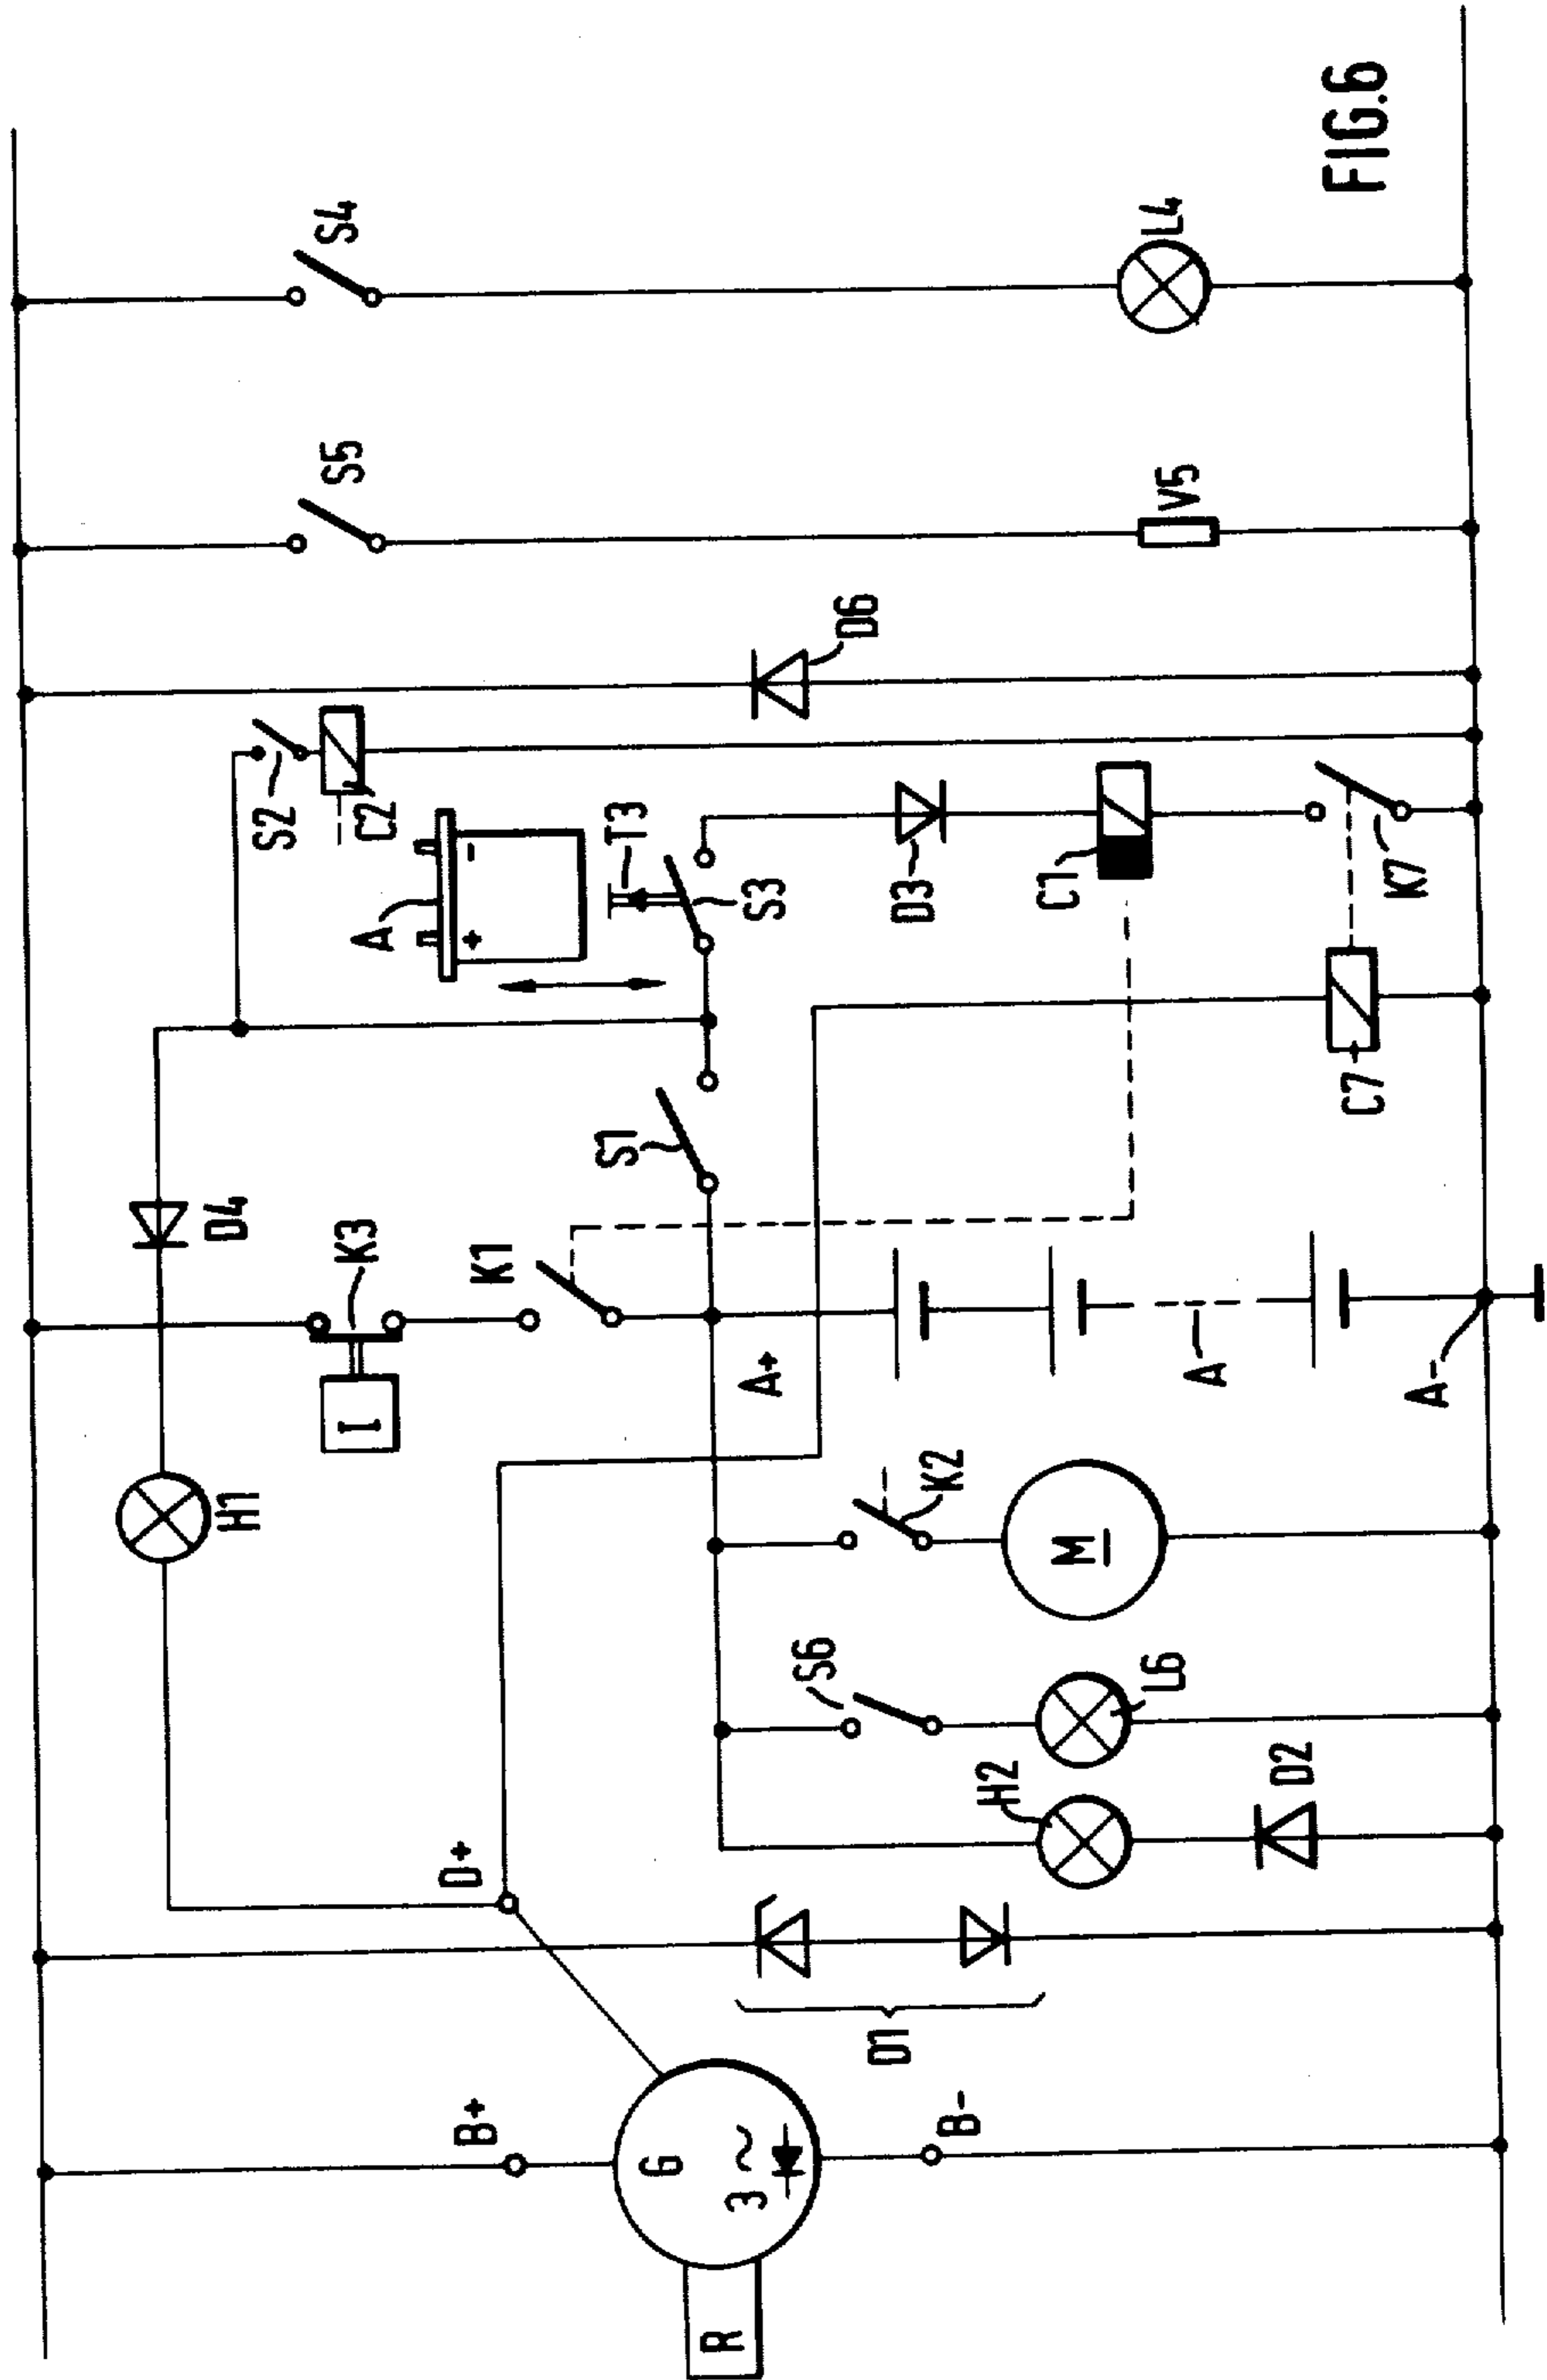 S4
S5
S2
C2
D6
A
+
-
T3
S3
D3
C1
K7
V5
L4
FIG.6
D4
K3
I
K1
S1
C7
H1
A+
A
A-
K2
M
S6
L6
H2
D2
D+
D1
B+
G
3 ~
B-
R